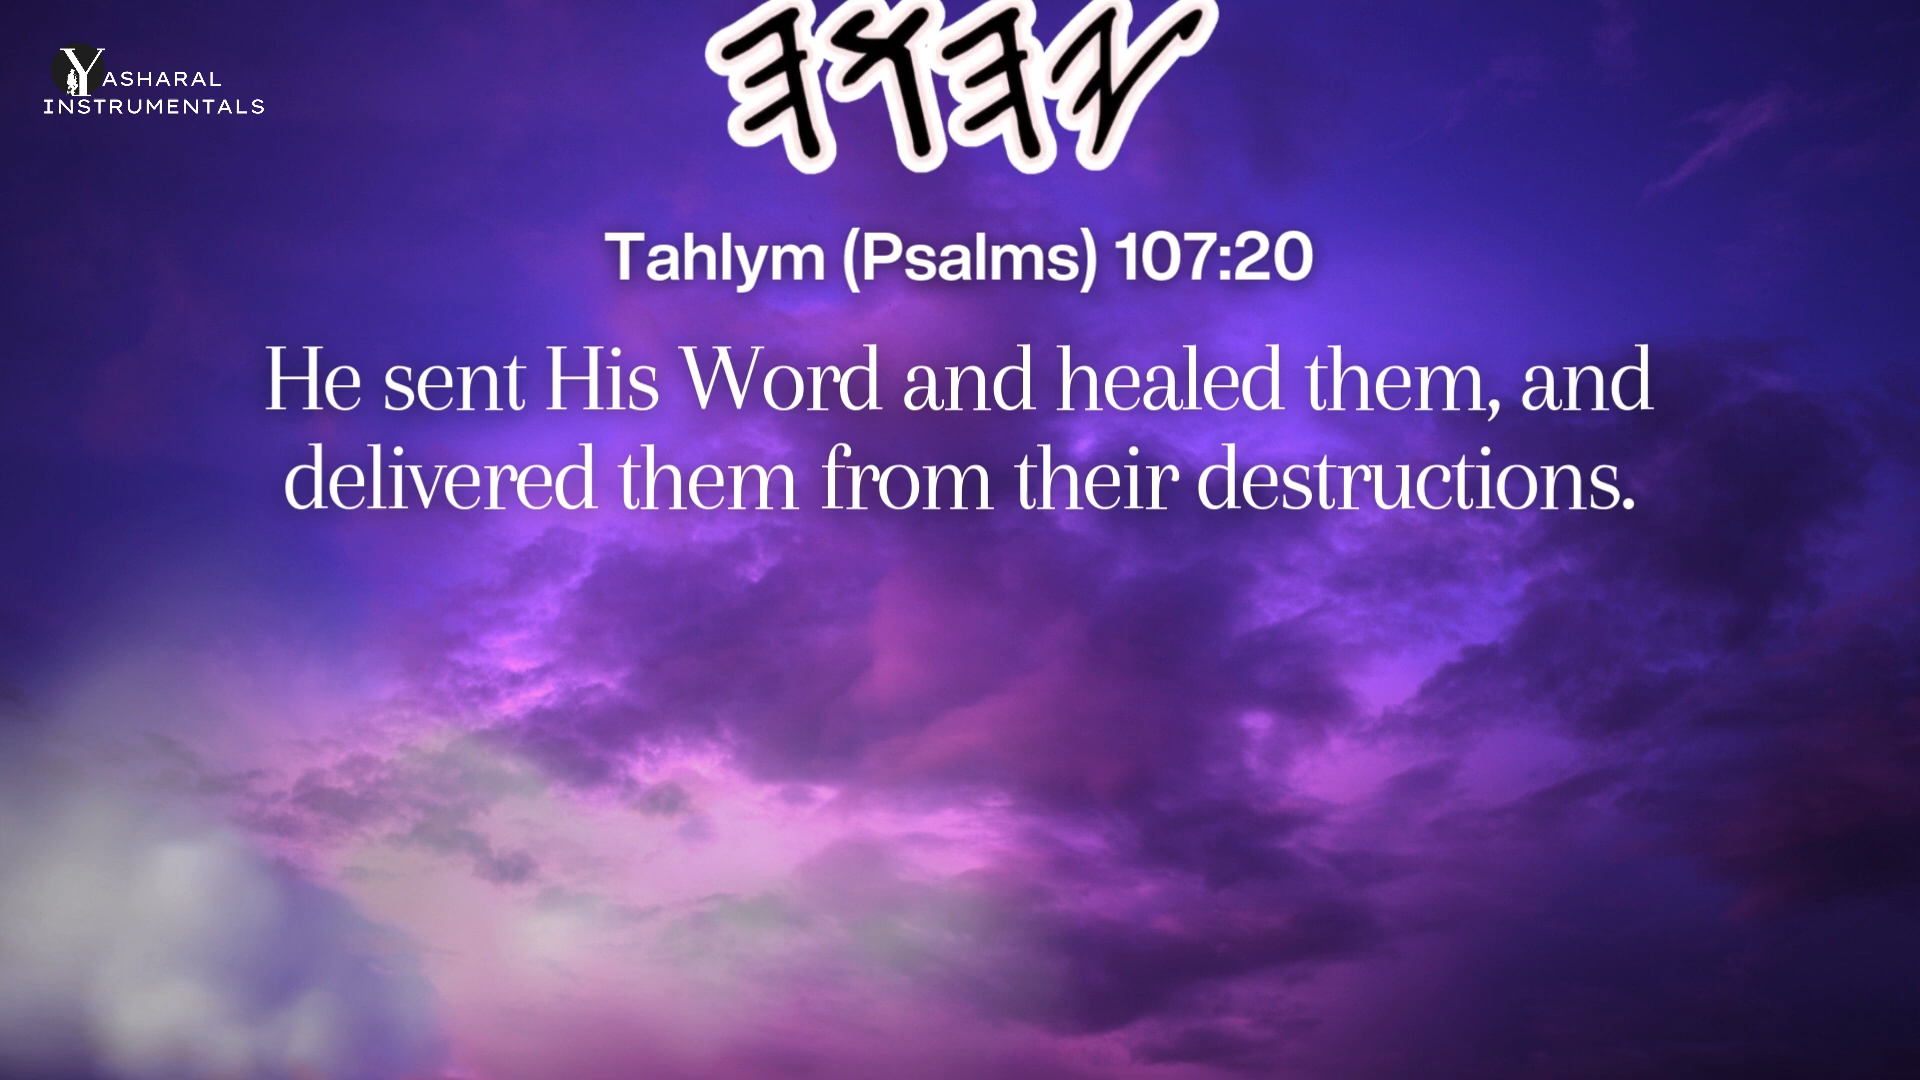 𐤉𐤄𐤅𐤄
YASHARAL
INSTRUMENTALS
Tahlym (Psalms) 107:20
He sent His Word and healed them, and
delivered them from their destructions.